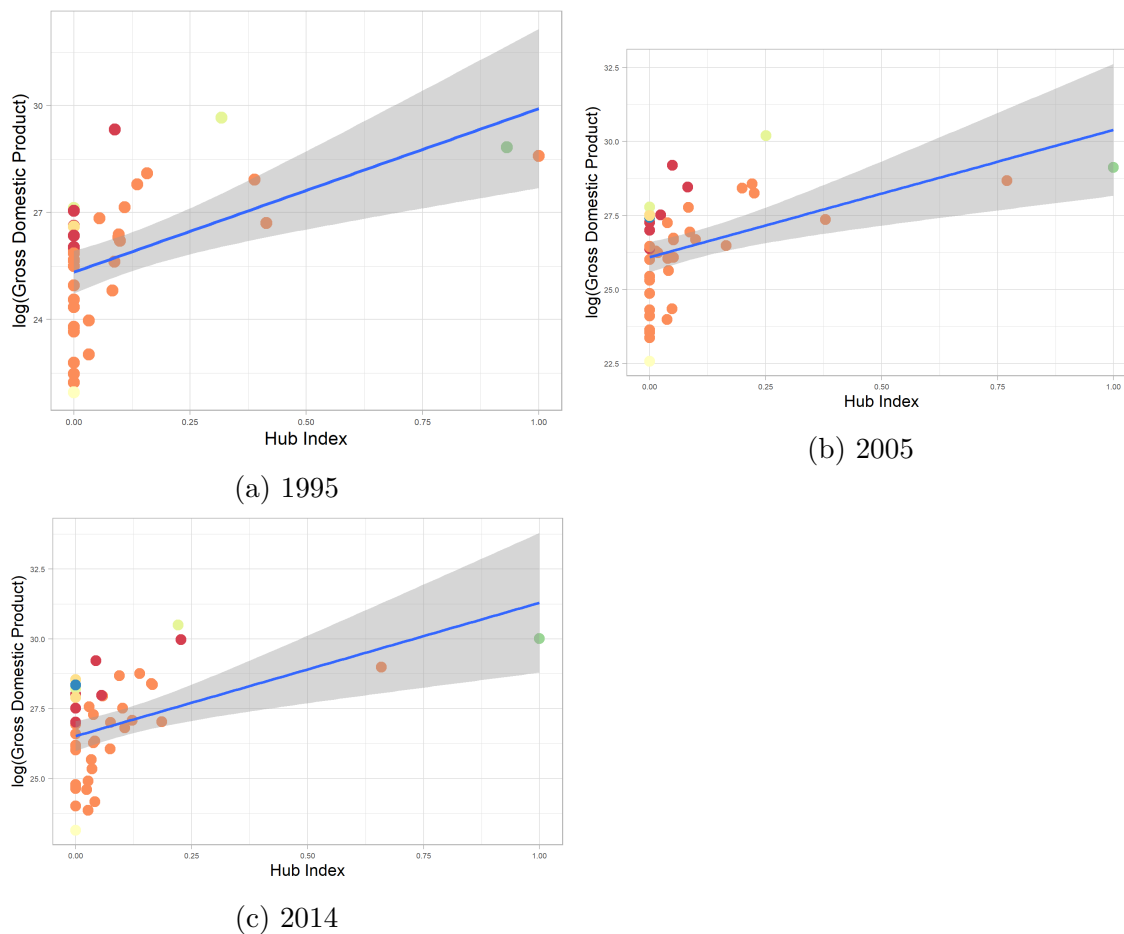 log(Gross Domestic Product)
30
27
24
0.00 0.25 0.50 0.75 1.00
Hub Index
(a) 1995
log(Gross Domestic Product)
32.5
30.0
27.5
25.0
22.5
0.00 0.25 0.50 0.75 1.00
Hub Index
(b) 2005
log(Gross Domestic Product)
32.5
30.0
27.5
25.0
0.00 0.25 0.50 0.75 1.00
Hub Index
(c) 2014